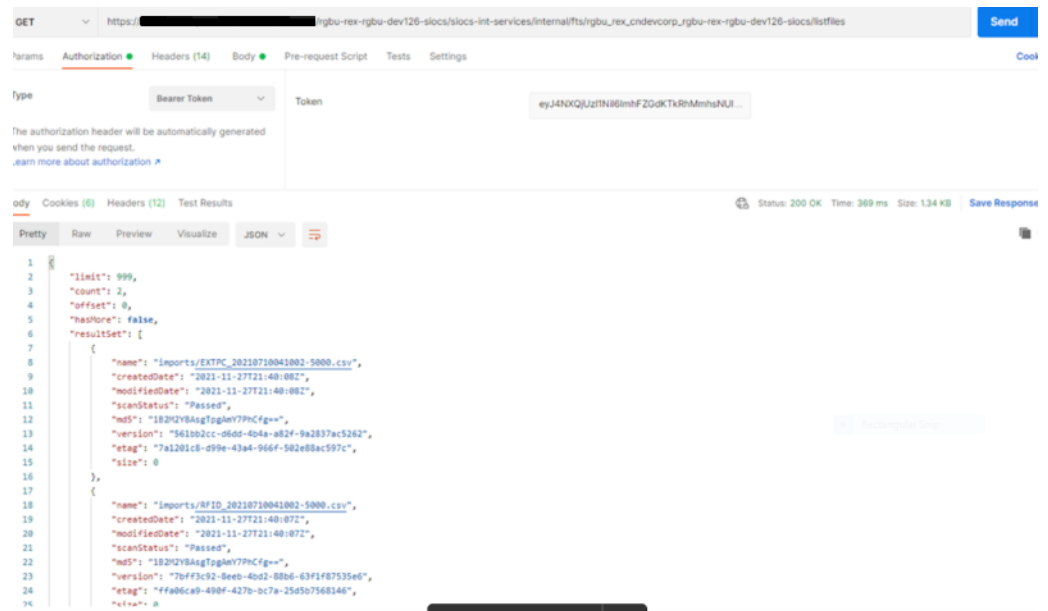 GET https:// /rgbu-rex-rgbu-dev126-siocs/siocs-int-services/internal/fts/rgbu_rex_cndevcorp_rgbu-rex-rgbu-dev126-siocs/listfiles Send
Params Authorization Headers (14) Body Pre-request Script Tests Settings Cook
Type Bearer Token Token eyJ4NXQjUzI1NiI6ImhFZGdKTkRhMmhsNUl ...
The authorization header will be automatically generated
when you send the request.
Learn more about authorization ↗
ody Cookies (6) Headers (12) Test Results Status: 200 OK Time: 369 ms Size: 1.34 KB Save Response
Pretty Raw Preview Visualize JSON
1 {
2 "limit": 999,
3 "count": 2,
4 "offset": 0,
5 "hasMore": false,
6 "resultSet": [
7 {
8 "name": "imports/EXTPC_20210710041002-5000.csv",
9 "createdDate": "2021-11-27T21:40:08Z",
10 "modifiedDate": "2021-11-27T21:40:08Z",
11 "scanStatus": "Passed",
12 "md5": "1B2M2Y8AsgTpgAmY7PhCfg==",
13 "version": "561bb2cc-d6dd-4b4a-a82f-9a2837ac5262",
14 "etag": "7a1201c8-d99e-43a4-966f-502e88ac597c",
15 "size": 0
16 },
17 {
18 "name": "imports/RFID_20210710041002-5000.csv",
19 "createdDate": "2021-11-27T21:40:07Z",
20 "modifiedDate": "2021-11-27T21:40:07Z",
21 "scanStatus": "Passed",
22 "md5": "1B2M2Y8AsgTpgAmY7PhCfg==",
23 "version": "7bff3c92-8eeb-4bd2-88b6-63f1f87535e6",
24 "etag": "ffa06ca9-490f-427b-bc7a-25d5b7568146",
25 "size": 0